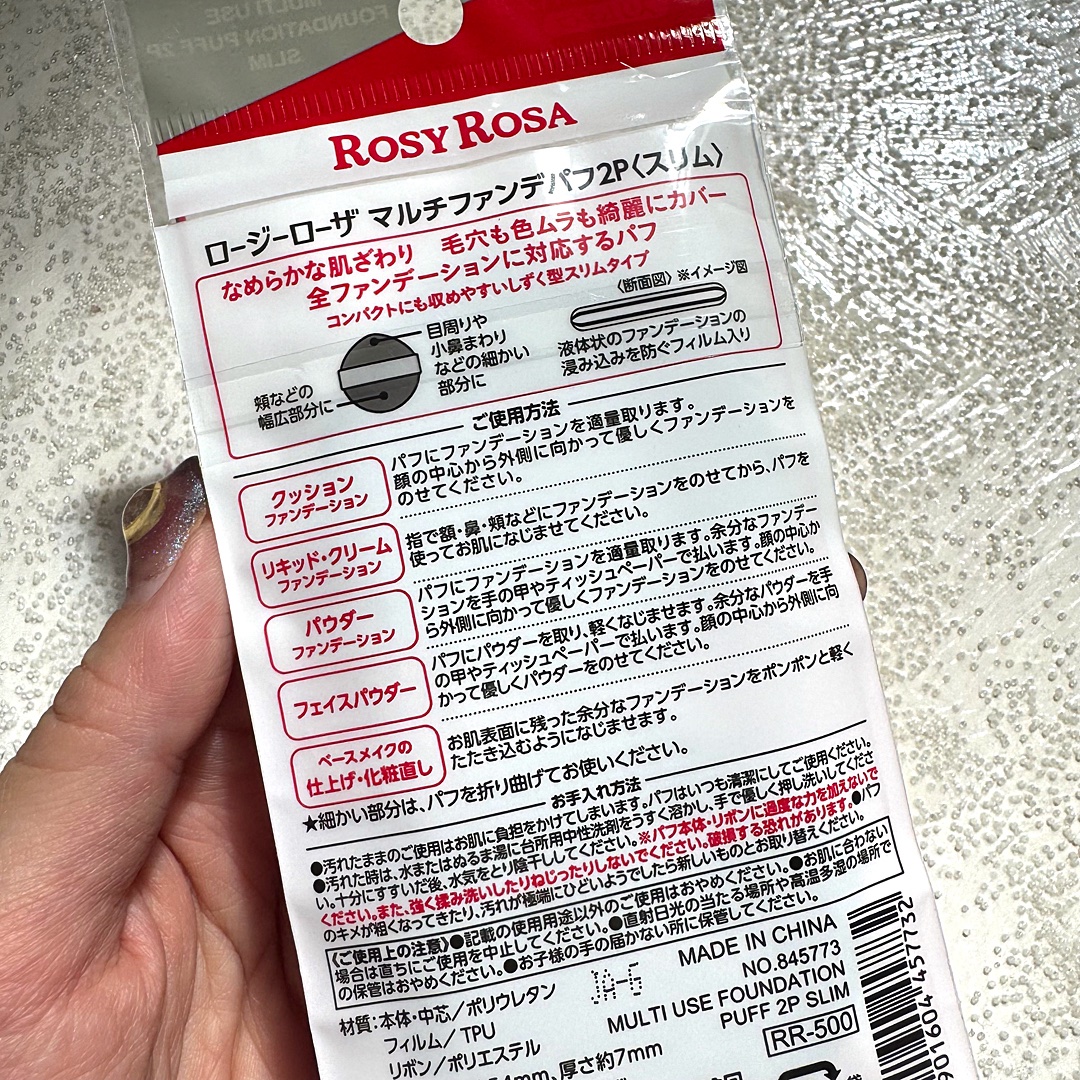 MULTI USE
FOUNDATION PUFF 2P
SLIM
ROSY ROSA
ロージーローザ マルチファンデパフ2P〈スリム〉
なめらかな肌ざわり 毛穴も色ムラも綺麗にカバー
全ファンデーションに対応するパフ
コンパクトにも収めやすいしずく型スリムタイプ
〈断面図〉※イメージ図
目周りや
小鼻まわり
などの細かい
部分に
頬などの
幅広部分に
液体状のファンデーションの
浸み込みを防ぐフィルム入り
ご使用方法
クッション
ファンデーション
パフにファンデーションを適量取ります。
顔の中心から外側に向かって優しくファンデーションを
のせてください。
リキッド・クリーム
ファンデーション
指で額・鼻・頬などにファンデーションをのせてから、パフを
使ってお肌になじませてください。
パウダー
ファンデーション
パフにファンデーションを適量取ります。余分なファンデー
ションを手の甲やティッシュペーパーで払います。顔の中心か
ら外側に向かって優しくファンデーションをのせてください。
フェイスパウダー
パフにパウダーを取り、軽くなじませます。余分なパウダーを手
の甲やティッシュペーパーで払います。顔の中心から外側に向
かって優しくパウダーをのせてください。
ベースメイクの
仕上げ・化粧直し
お肌表面に残った余分なファンデーションをポンポンと軽く
たたき込むようになじませます。
★細かい部分は、パフを折り曲げてお使いください。
お手入れ方法
●汚れたままのご使用はお肌に負担をかけてしまいます。パフはいつも清潔にしてご使用ください。
●汚れた時は、水またはぬるま湯に台所用中性洗剤をうすく溶かし、手で優しく押し洗いしてくださ
い。十分にすすいだ後、水気をとり陰干ししてください。※パフ本体・リボンに過度な力を加えないで
ください。また、強く揉み洗いしたりねじったりしないでください。破損する恐れがあります。●パフ
のキメが粗くなってきたり、汚れが極端にひどいようでしたら新しいものとお取り替えください。
〈ご使用上の注意〉●記載の使用用途以外のご使用はおやめください。●お肌に合わない
場合は直ちにご使用を中止してください。●直射日光の当たる場所や高温多湿の場所で
の保管はおやめください。●お子様の手の届かない所に保管してください。
JA-6
MADE IN CHINA
NO.845773
MULTI USE FOUNDATION
PUFF 2P SLIM
RR-500
材質:本体・中芯/ポリウレタン
フィルム/TPU
リボン/ポリエステル
4mm、厚さ約7mm